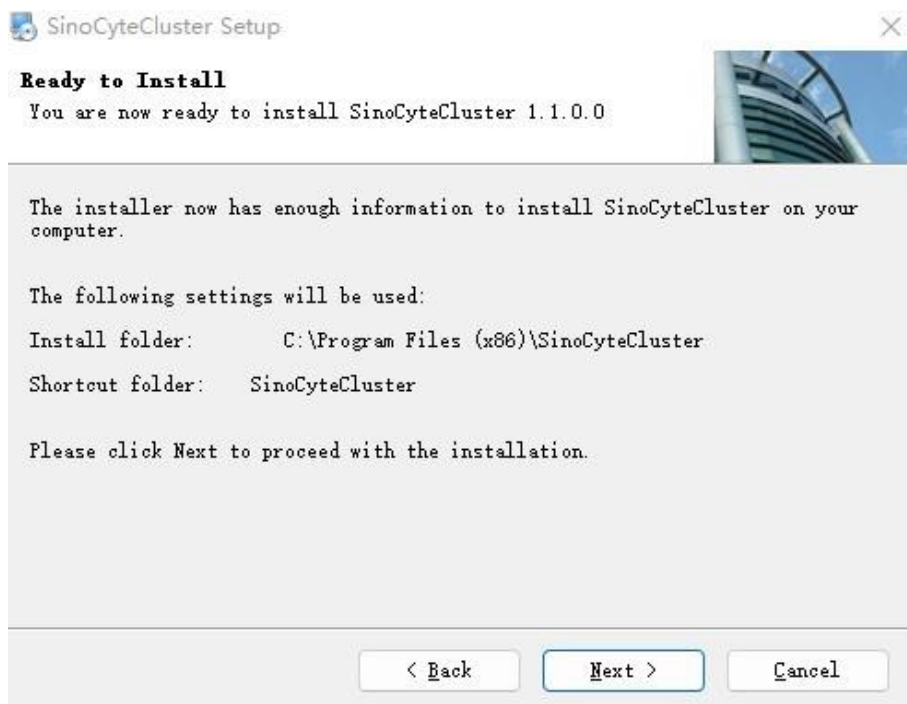 SinoCyteCluster Setup
Ready to Install
You are now ready to install SinoCyteCluster 1.1.0.0
The installer now has enough information to install SinoCyteCluster on your
computer.
The following settings will be used:
Install folder: C:\Program Files (x86)\SinoCyteCluster
Shortcut folder: SinoCyteCluster
Please click Next to proceed with the installation.
< Back Next > Cancel